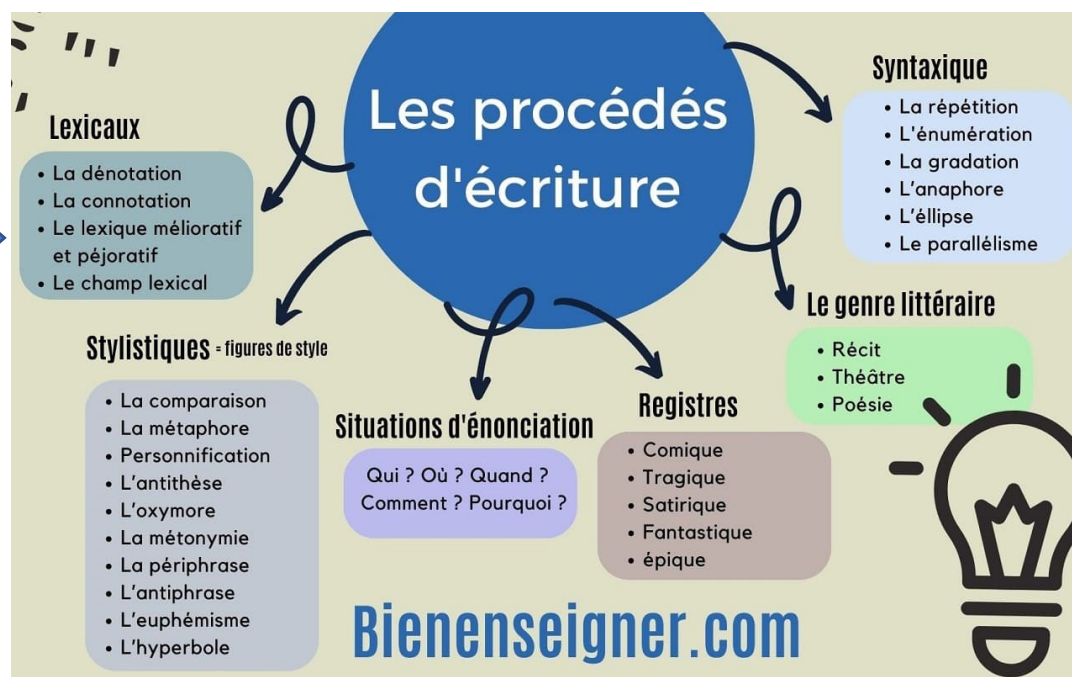 Les procédés
d'écriture
Lexicaux
• La dénotation
• La connotation
• Le lexique mélioratif
et péjoratif
• Le champ lexical
Stylistiques = figures de style
• La comparaison
• La métaphore
• Personnification
• L'antithèse
• L'oxymore
• La métonymie
• La périphrase
• L'antiphrase
• L'euphémisme
• L'hyperbole
Situations d'énonciation
Qui ? Où ? Quand ?
Comment ? Pourquoi ?
Registres
• Comique
• Tragique
• Satirique
• Fantastique
• épique
Le genre littéraire
• Récit
• Théâtre
• Poésie
Syntaxique
• La répétition
• L'énumération
• La gradation
• L'anaphore
• L'éllipse
• Le parallélisme
Bienenseigner.com